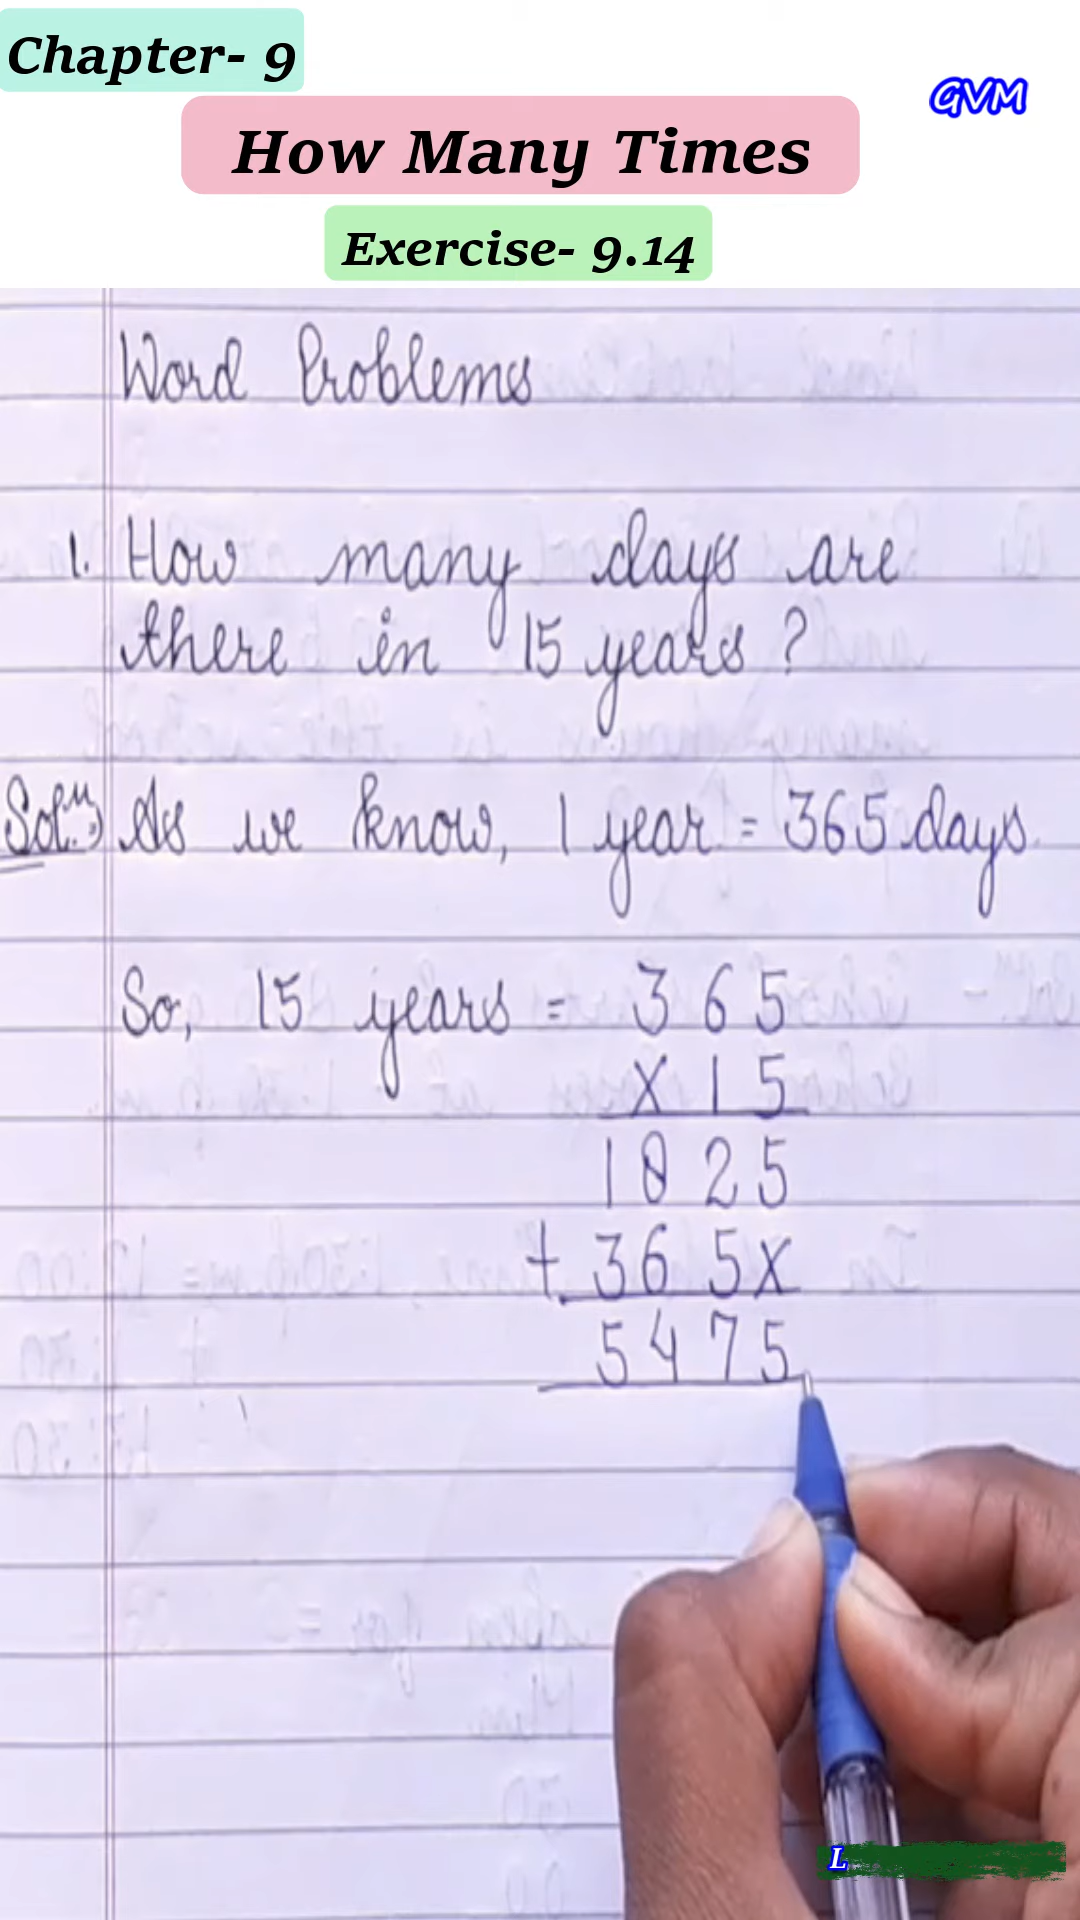 Chapter- 9
GVM
How Many Times
Exercise- 9.14
Word Problems
1. How many days are
there in 15 years?
Solⁿ:) As we know, 1 year = 365 days
So, 15 years = 365
x 15
1825
+ 365x
5475
L